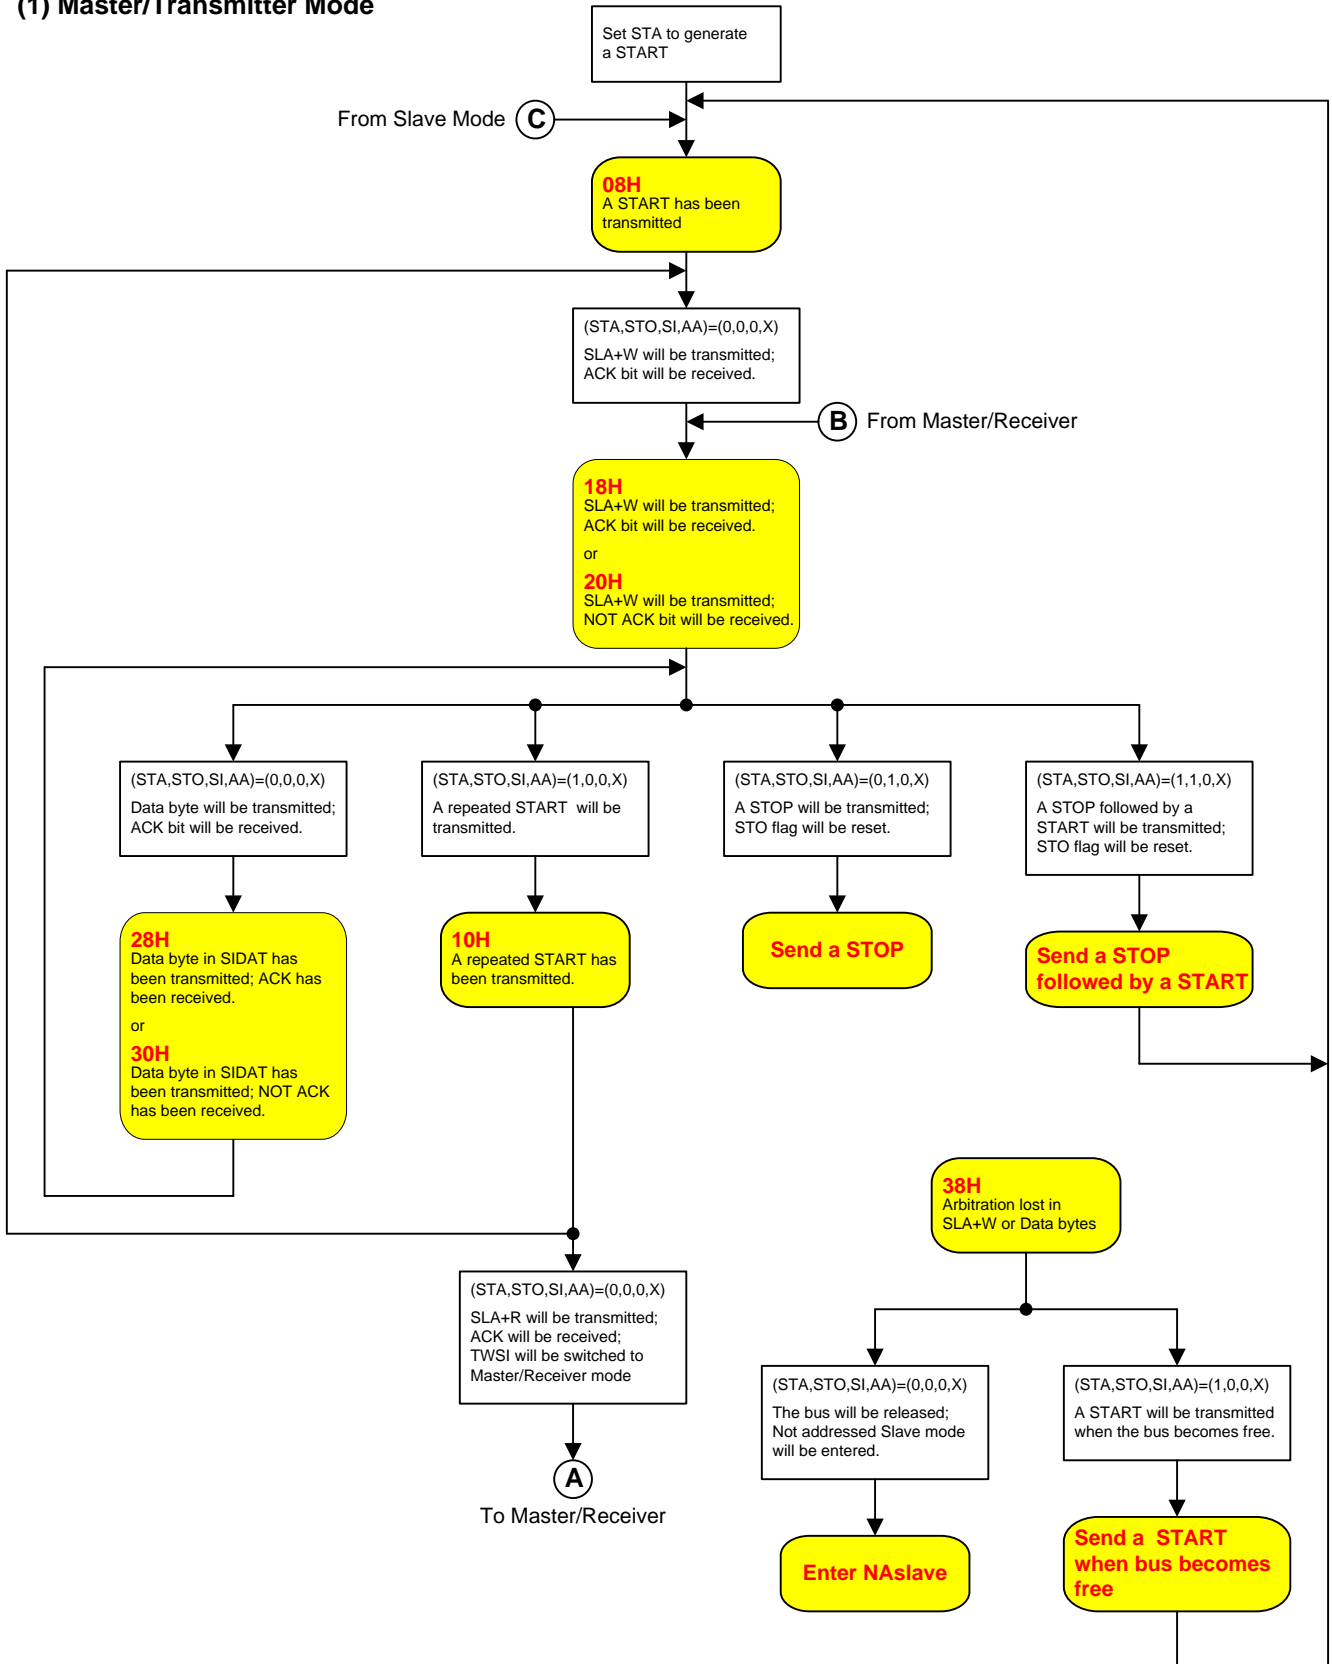 (1) Master/Transmitter Mode
Set STA to generate
a START
From Slave Mode
C
08H
A START has been
transmitted
(STA,STO,SI,AA)=(0,0,0,X)
SLA+W will be transmitted;
ACK bit will be received.
B
From Master/Receiver
18H
SLA+W will be transmitted;
ACK bit will be received.
or
20H
SLA+W will be transmitted;
NOT ACK bit will be received.
(STA,STO,SI,AA)=(0,0,0,X)
Data byte will be transmitted;
ACK bit will be received.
(STA,STO,SI,AA)=(1,0,0,X)
A repeated START will be
transmitted.
(STA,STO,SI,AA)=(0,1,0,X)
A STOP will be transmitted;
STO flag will be reset.
(STA,STO,SI,AA)=(1,1,0,X)
A STOP followed by a
START will be transmitted;
STO flag will be reset.
28H
Data byte in SIDAT has
been transmitted; ACK has
been received.
or
30H
Data byte in SIDAT has
been transmitted; NOT ACK
has been received.
10H
A repeated START has
been transmitted.
Send a STOP
Send a STOP
followed by a START
38H
Arbitration lost in
SLA+W or Data bytes
(STA,STO,SI,AA)=(0,0,0,X)
SLA+R will be transmitted;
ACK will be received;
TWSI will be switched to
Master/Receiver mode
(STA,STO,SI,AA)=(0,0,0,X)
The bus will be released;
Not addressed Slave mode
will be entered.
(STA,STO,SI,AA)=(1,0,0,X)
A START will be transmitted
when the bus becomes free.
A
To Master/Receiver
Enter NAslave
Send a START
when bus becomes
free